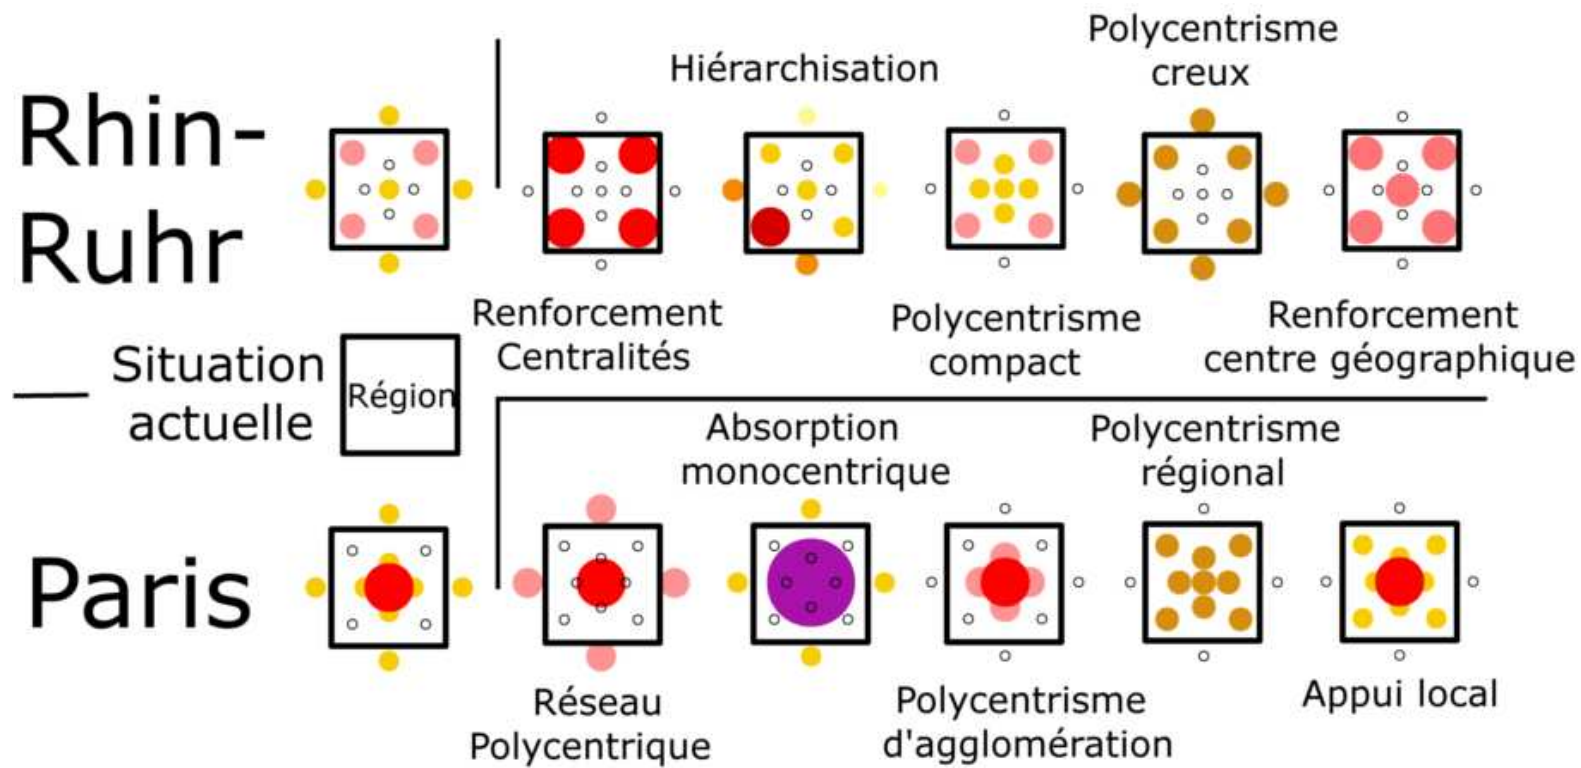 Rhin-
Ruhr
Hiérarchisation
Polycentrisme
creux
Renforcement
Centralités
Polycentrisme
compact
Renforcement
centre géographique
Situation
actuelle
Région
Paris
Absorption
monocentrique
Polycentrisme
régional
Réseau
Polycentrique
Polycentrisme
d'agglomération
Appui local